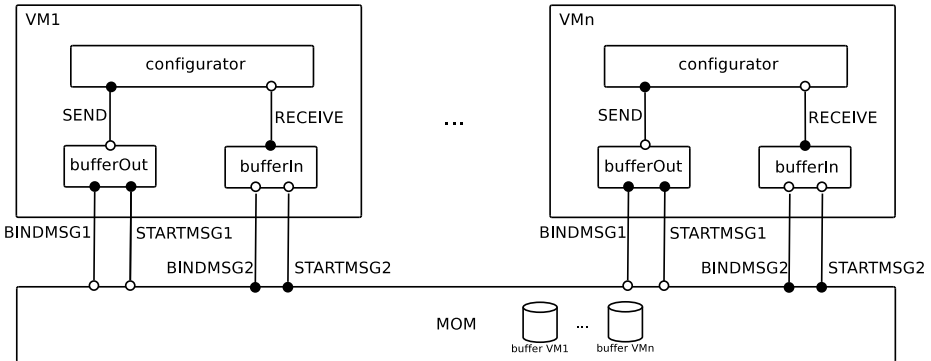 VM1
VMn
configurator
configurator
SEND
RECEIVE
...
SEND
RECEIVE
bufferOut
bufferIn
bufferOut
bufferIn
BINDMSG1
STARTMSG1
BINDMSG1
STARTMSG1
BINDMSG2
STARTMSG2
BINDMSG2
STARTMSG2
MOM
...
buffer VM1
buffer VMn